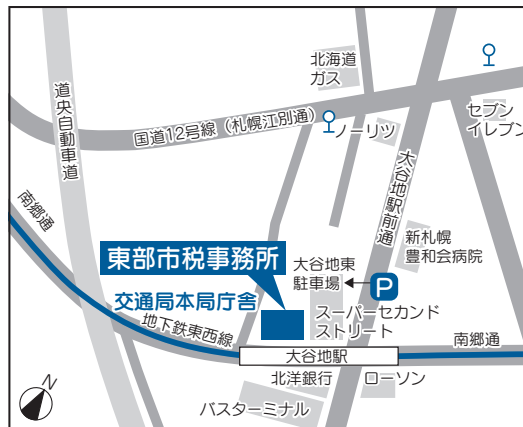 北海道
ガス
道央自動車道
国道12号線（札幌江別通）
ノーリツ
セブン
イレブン
大谷地駅前通
南郷通
新札幌
豊和会病院
東部市税事務所
大谷地東
駐車場
P
交通局本局庁舎
スーパーセカンド
ストリート
地下鉄東西線
南郷通
大谷地駅
北洋銀行
ローソン
バスターミナル
N